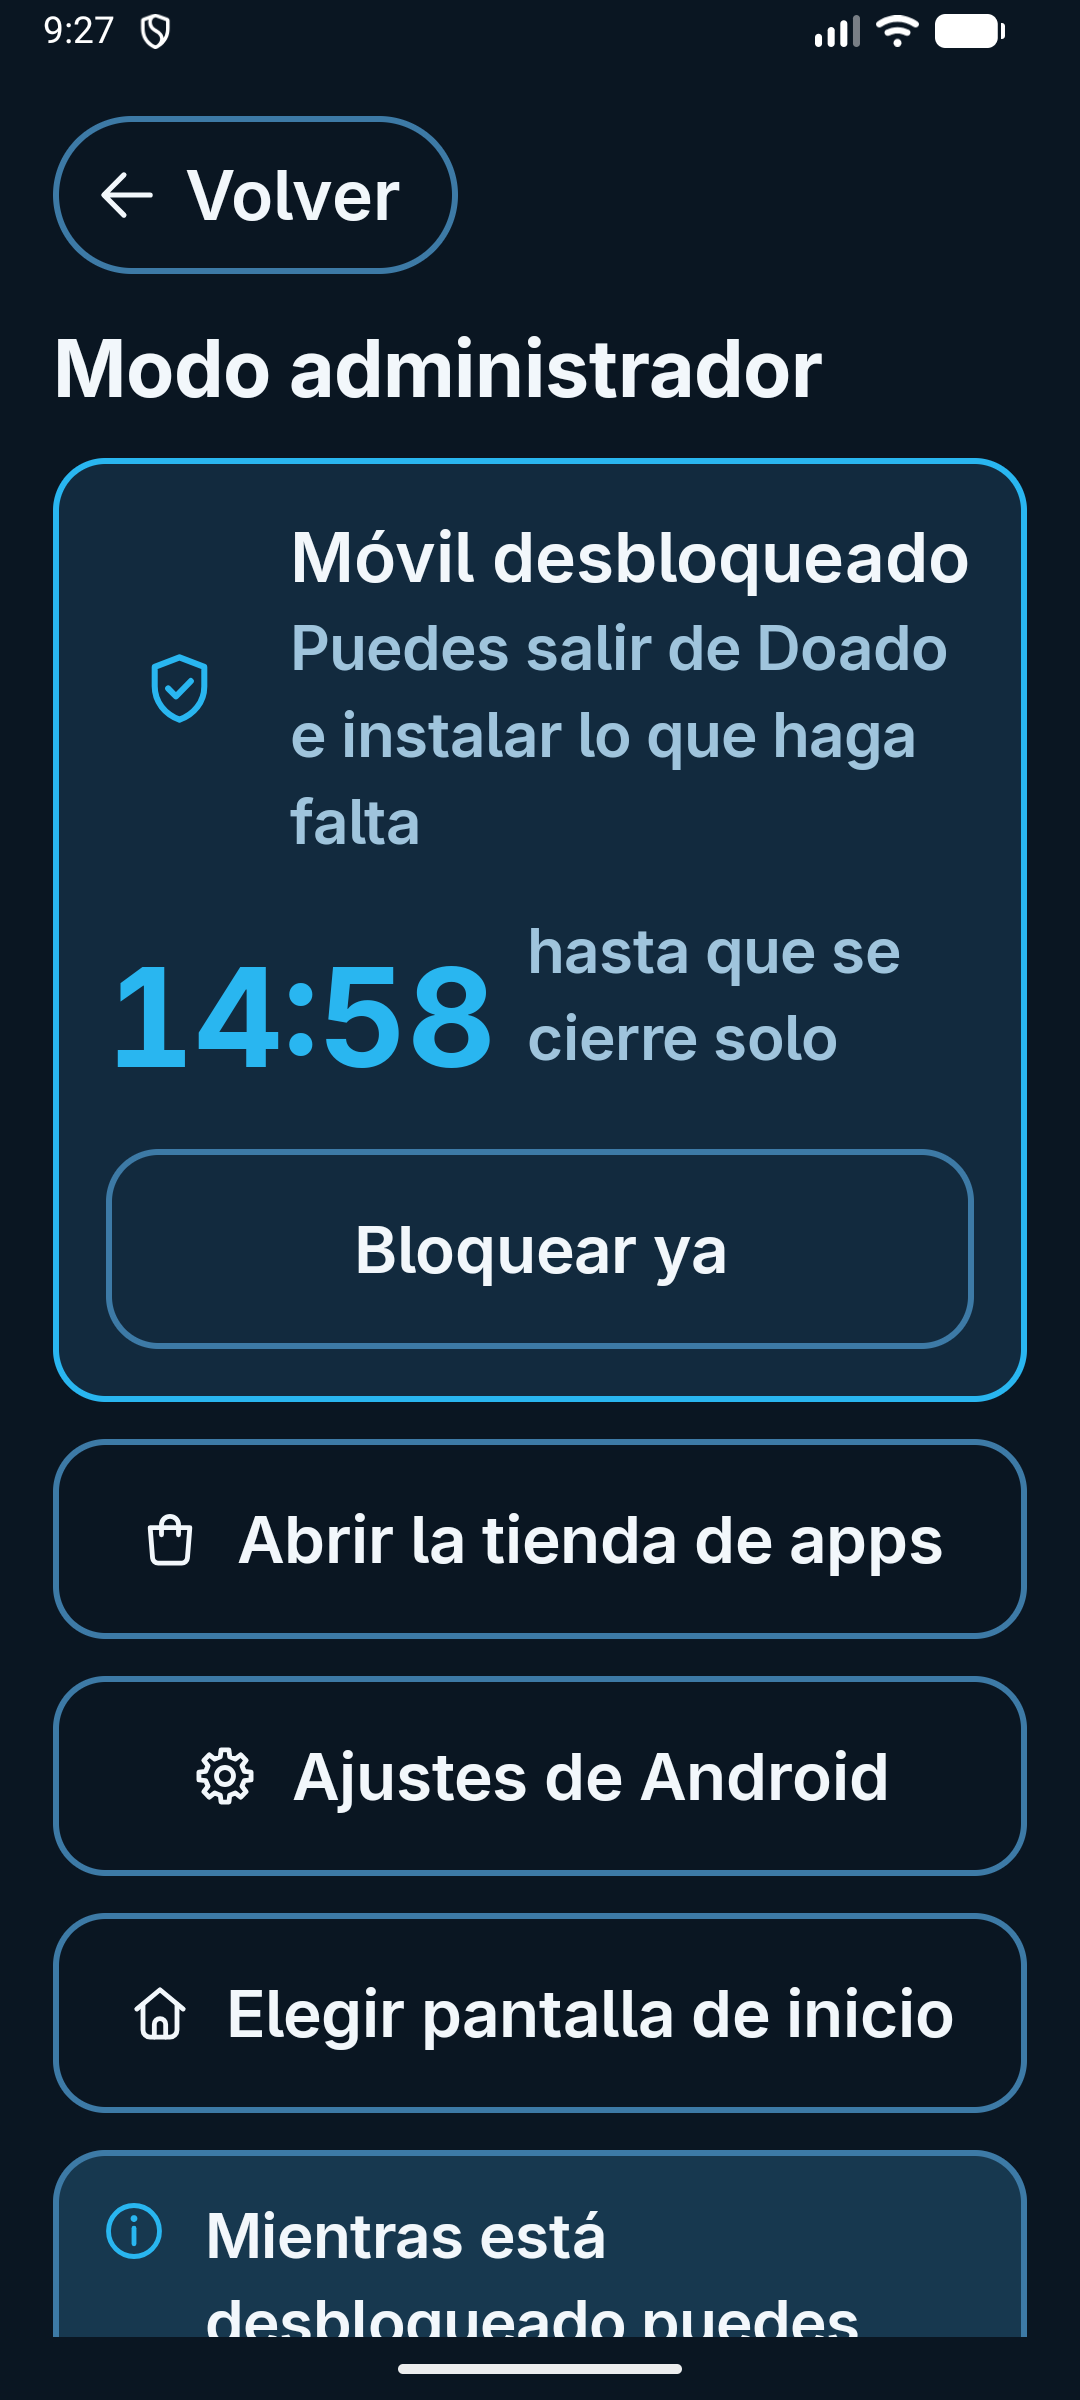 9:27
Volver
Modo administrador
Móvil desbloqueado
Puedes salir de Doado
e instalar lo que haga
falta
14:58
hasta que se
cierre solo
Bloquear ya
Abrir la tienda de apps
Ajustes de Android
Elegir pantalla de inicio
Mientras está
desbloqueado puedes